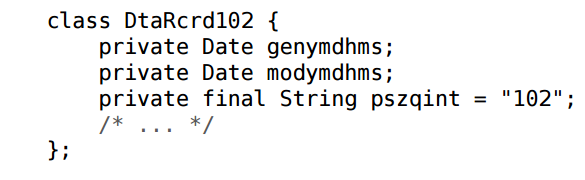 class DtaRcrd102 {
    private Date genymdhms;
    private Date modymdhms;
    private final String pszqint = "102";
    /* ... */
};